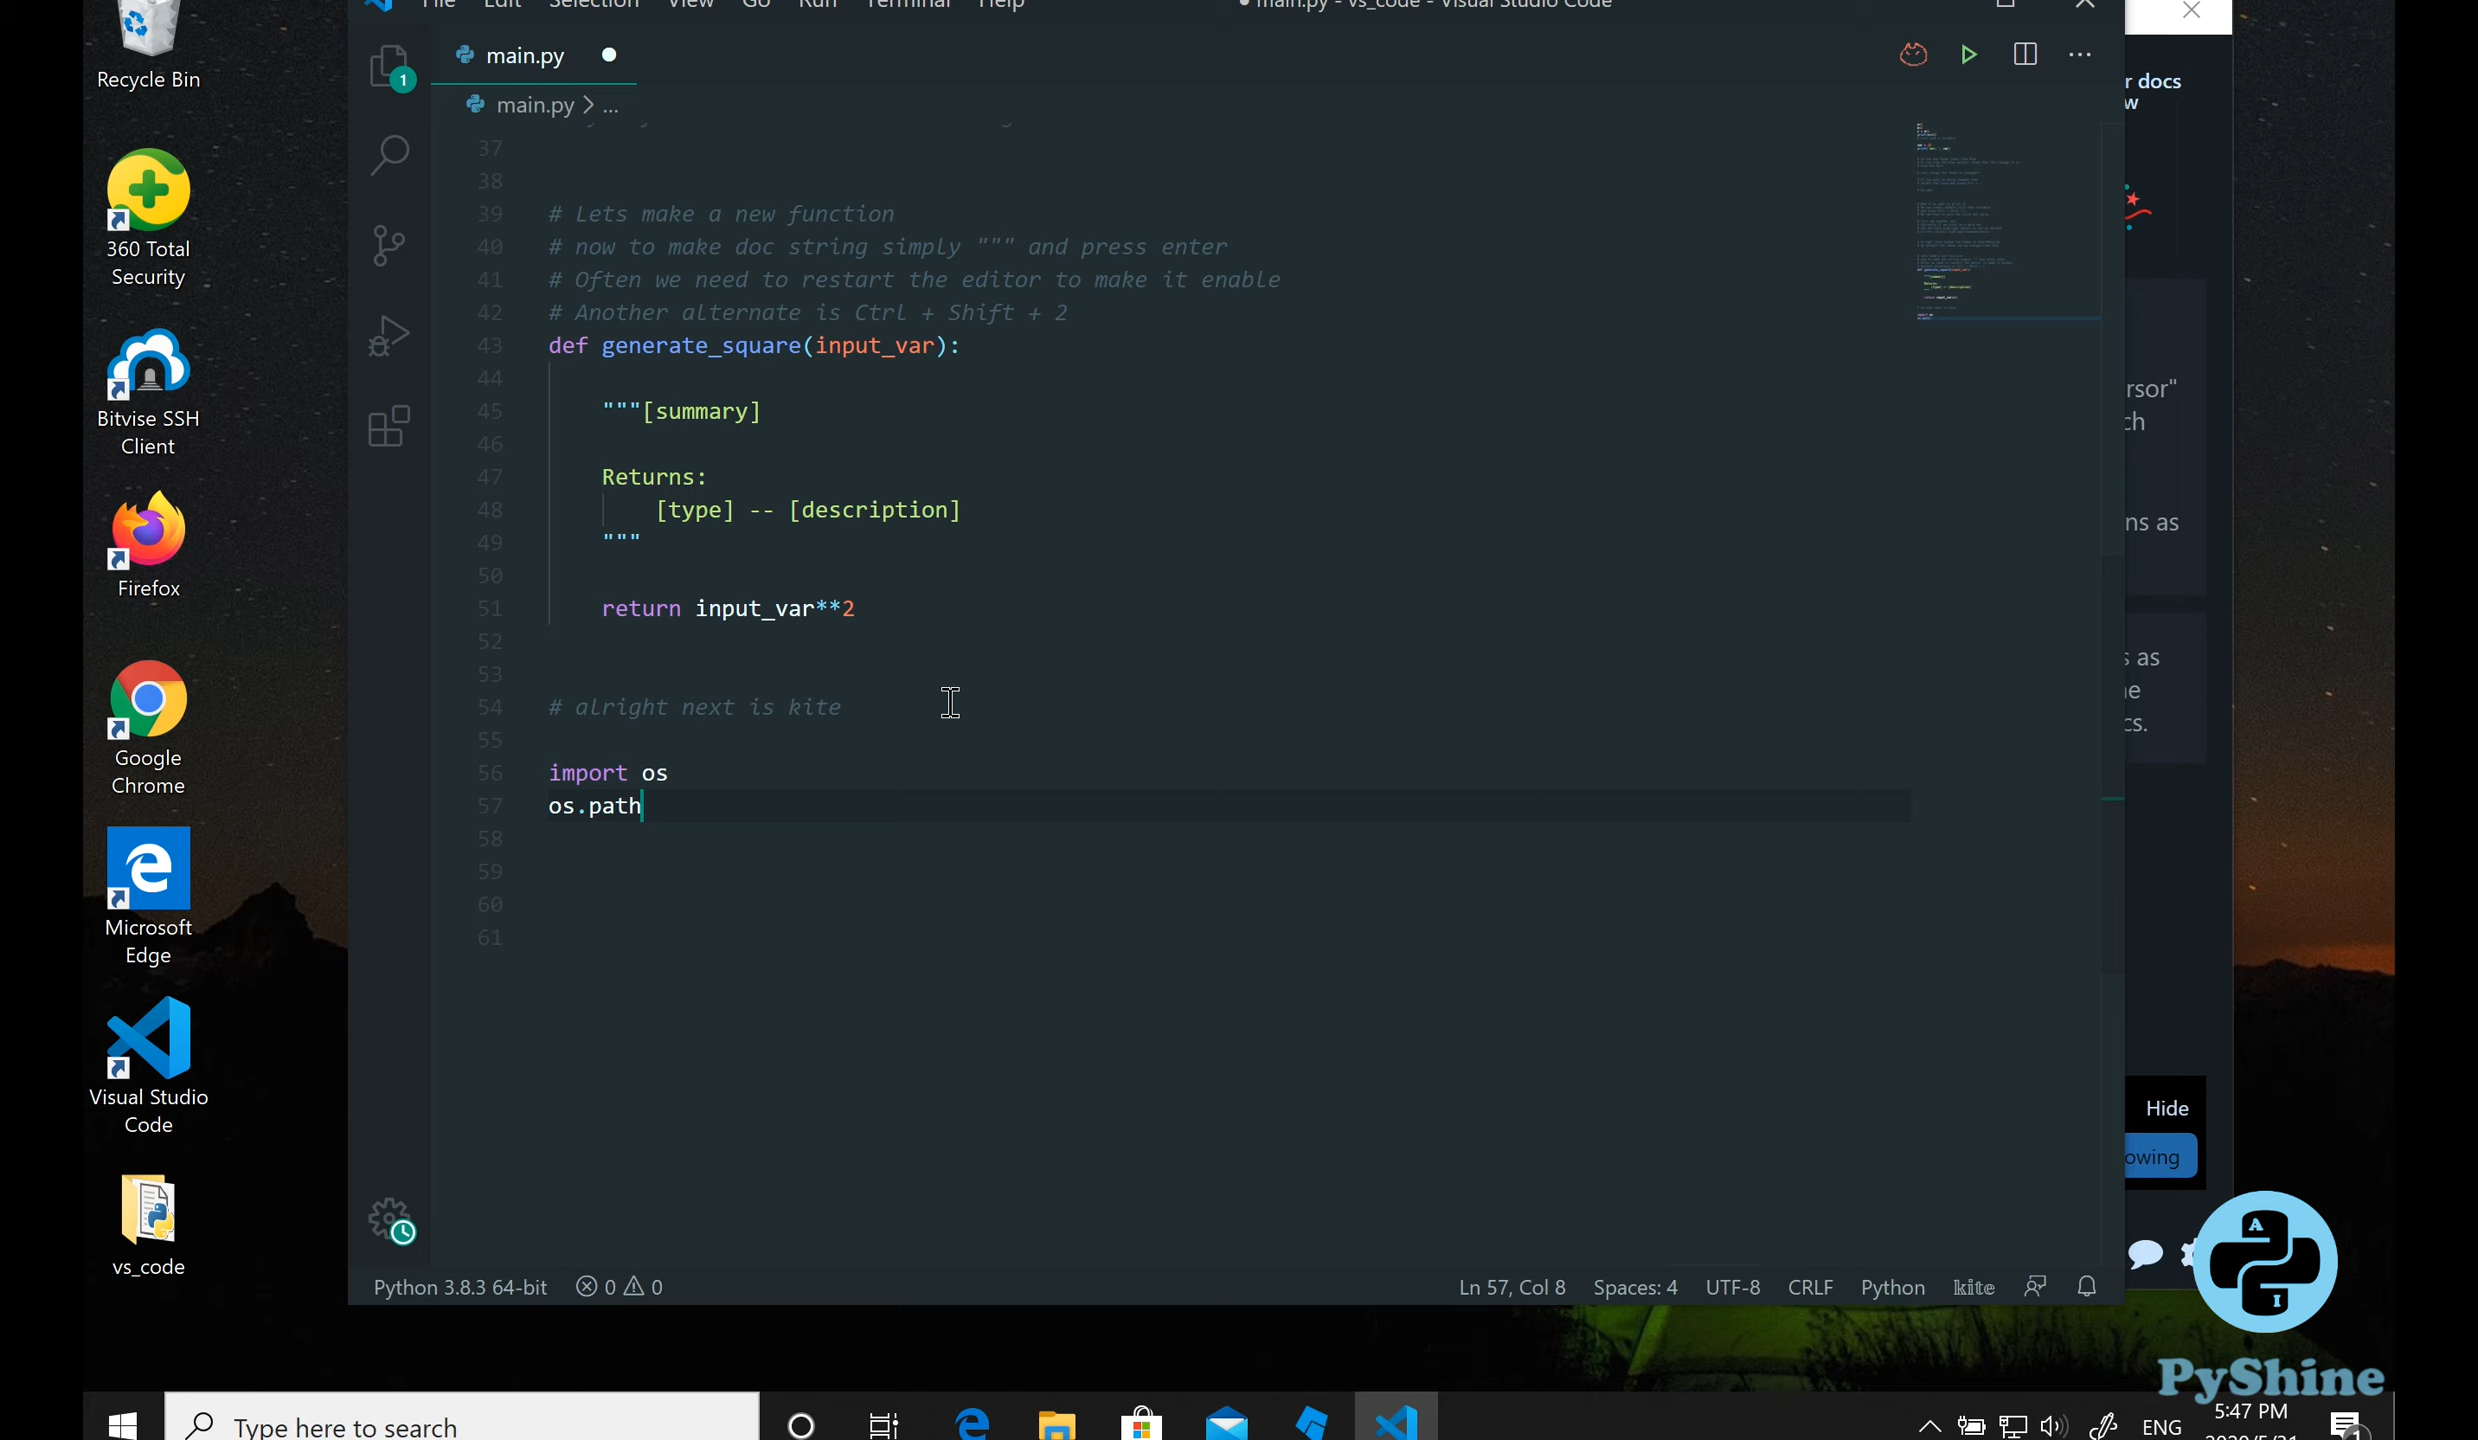 Recycle Bin
360 Total
Security
Bitvise SSH
Client
Firefox
Google
Chrome
Microsoft
Edge
Visual Studio
Code
vs_code
File Edit Selection View Go Run Terminal Help
● main.py - vs_code - Visual Studio Code
1
main.py
main.py > ...
37
38
39 # Lets make a new function
40 # now to make doc string simply """ and press enter
41 # Often we need to restart the editor to make it enable
42 # Another alternate is Ctrl + Shift + 2
43 def generate_square(input_var):
44
45 """[summary]
46
47 Returns:
48 [type] -- [description]
49 """
50
51 return input_var**2
52
53
54 # alright next is kite
55
56 import os
57 os.path
58
59
60
61
r docs
w
rsor"
ch
ns as
s as
cs.
Hide
owing
Python 3.8.3 64-bit 0 0
Ln 57, Col 8 Spaces: 4 UTF-8 CRLF Python kite
A
I
PyShine
Type here to search
ENG
5:47 PM
1